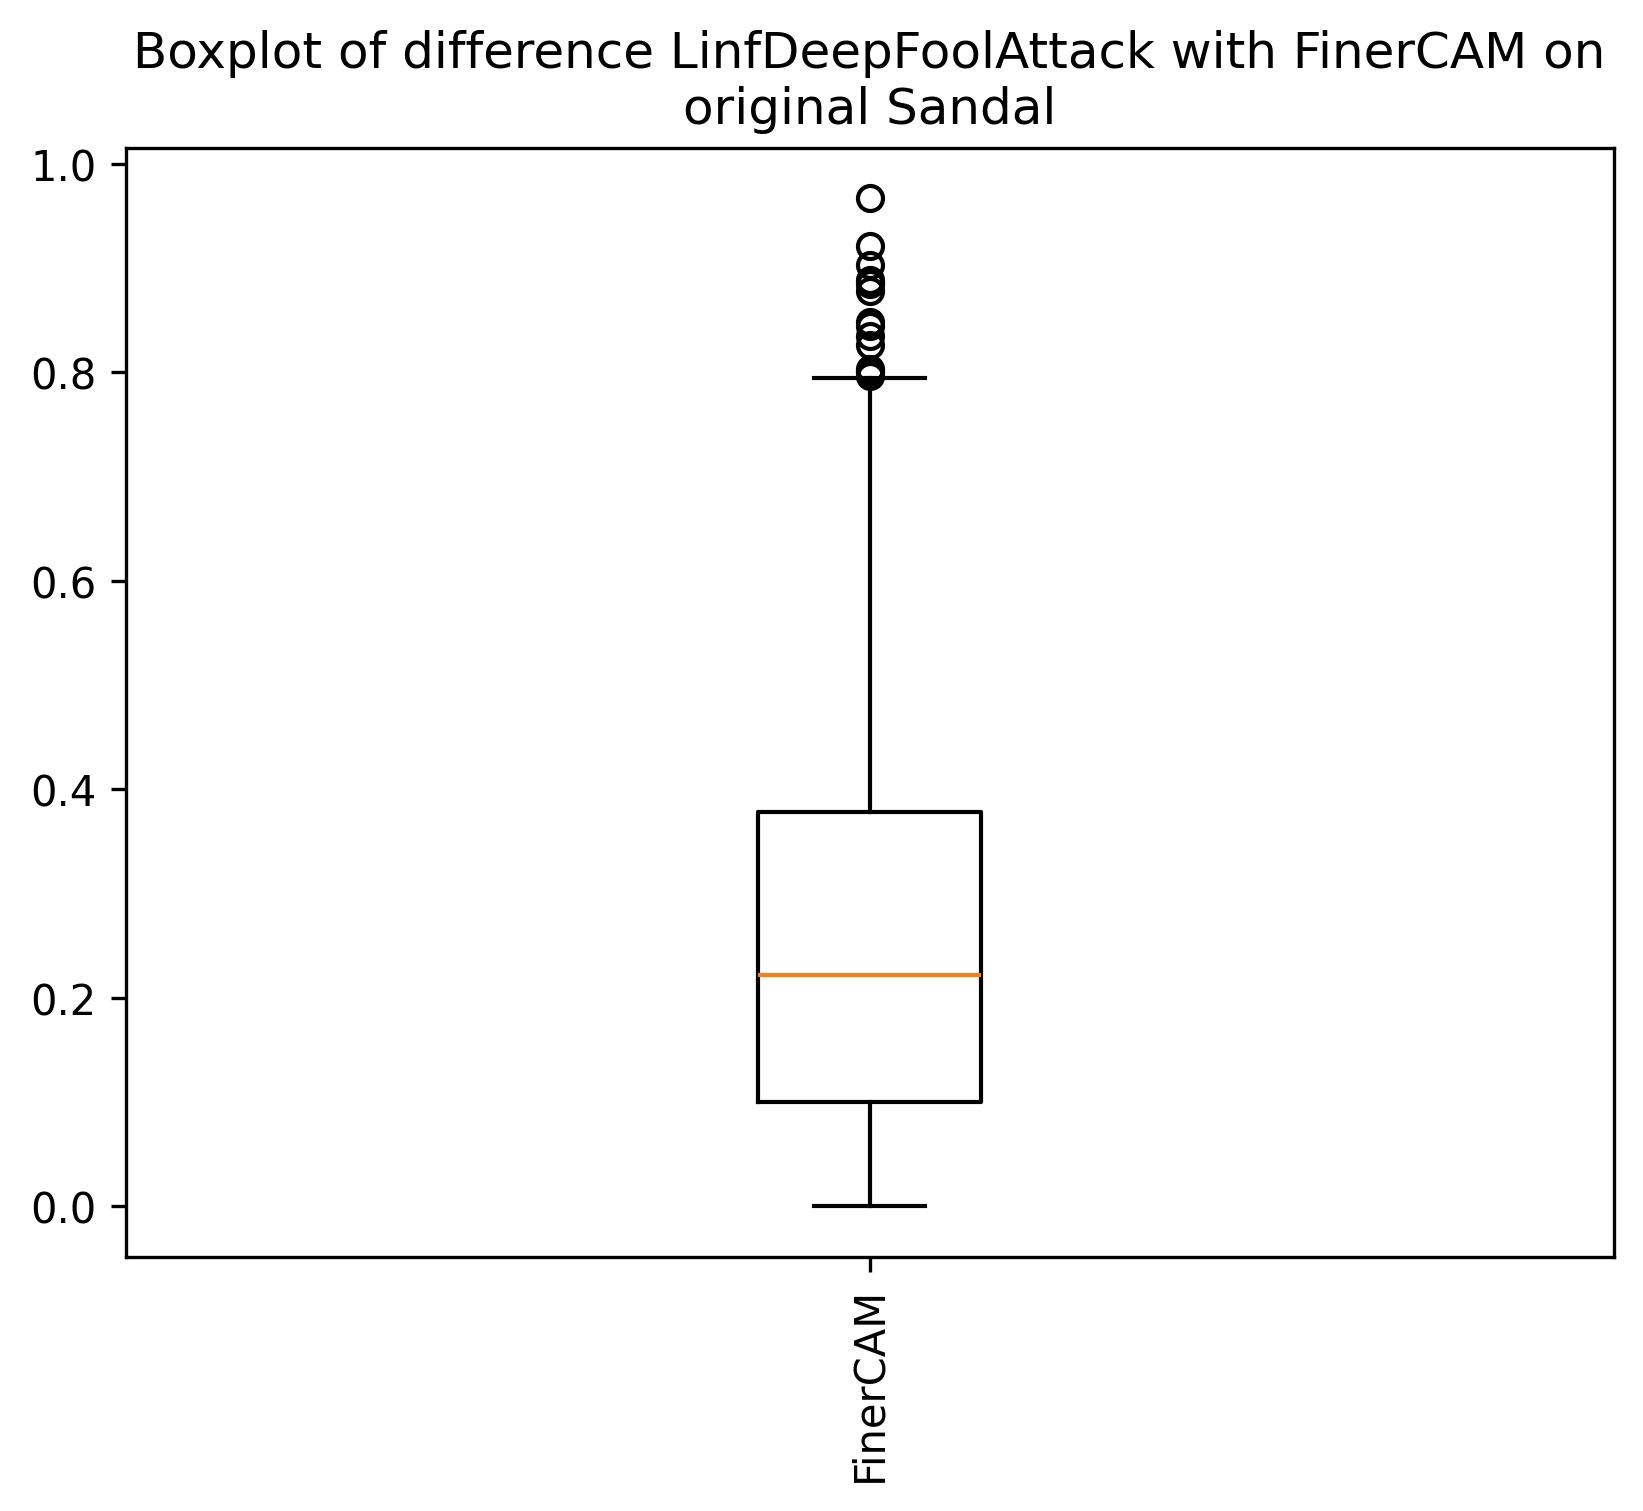 Boxplot of difference LinfDeepFoolAttack with FinerCAM on
original Sandal
1.0
0.8
0.6
0.4
0.2
0.0
FinerCAM